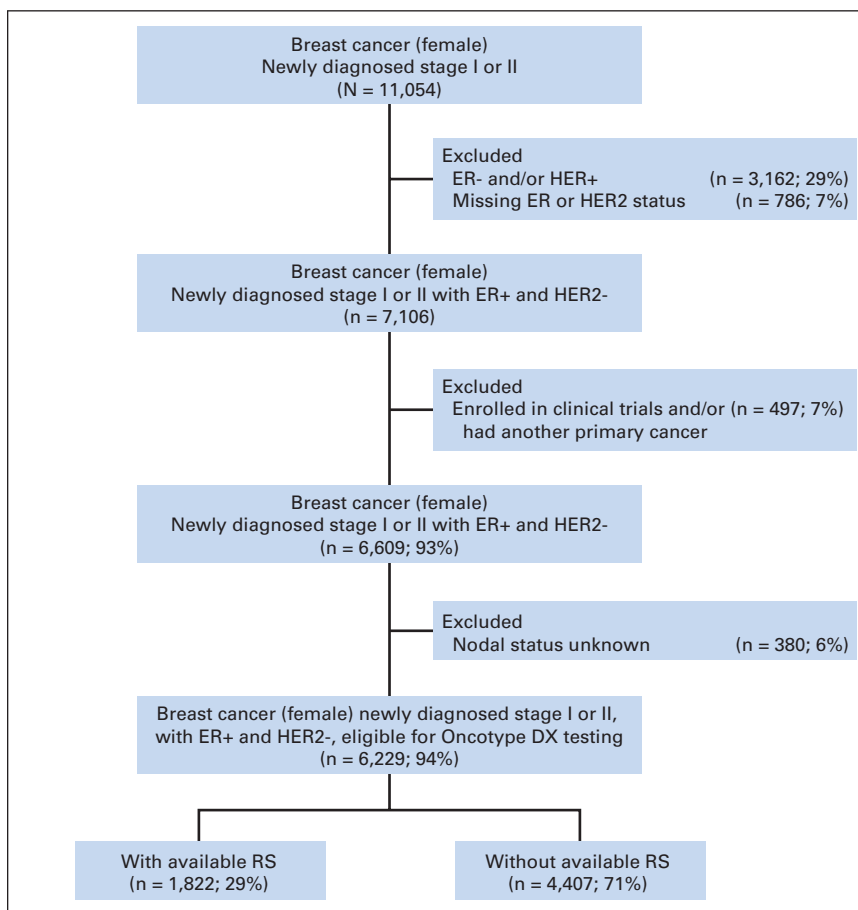 Breast cancer (female)
Newly diagnosed stage I or II
(N = 11,054)
Excluded
ER- and/or HER+ (n = 3,162; 29%)
Missing ER or HER2 status (n = 786; 7%)
Breast cancer (female)
Newly diagnosed stage I or II with ER+ and HER2-
(n = 7,106)
Excluded
Enrolled in clinical trials and/or (n = 497; 7%)
had another primary cancer
Breast cancer (female)
Newly diagnosed stage I or II with ER+ and HER2-
(n = 6,609; 93%)
Excluded
Nodal status unknown (n = 380; 6%)
Breast cancer (female) newly diagnosed stage I or II,
with ER+ and HER2-, eligible for Oncotype DX testing
(n = 6,229; 94%)
With available RS
(n = 1,822; 29%)
Without available RS
(n = 4,407; 71%)